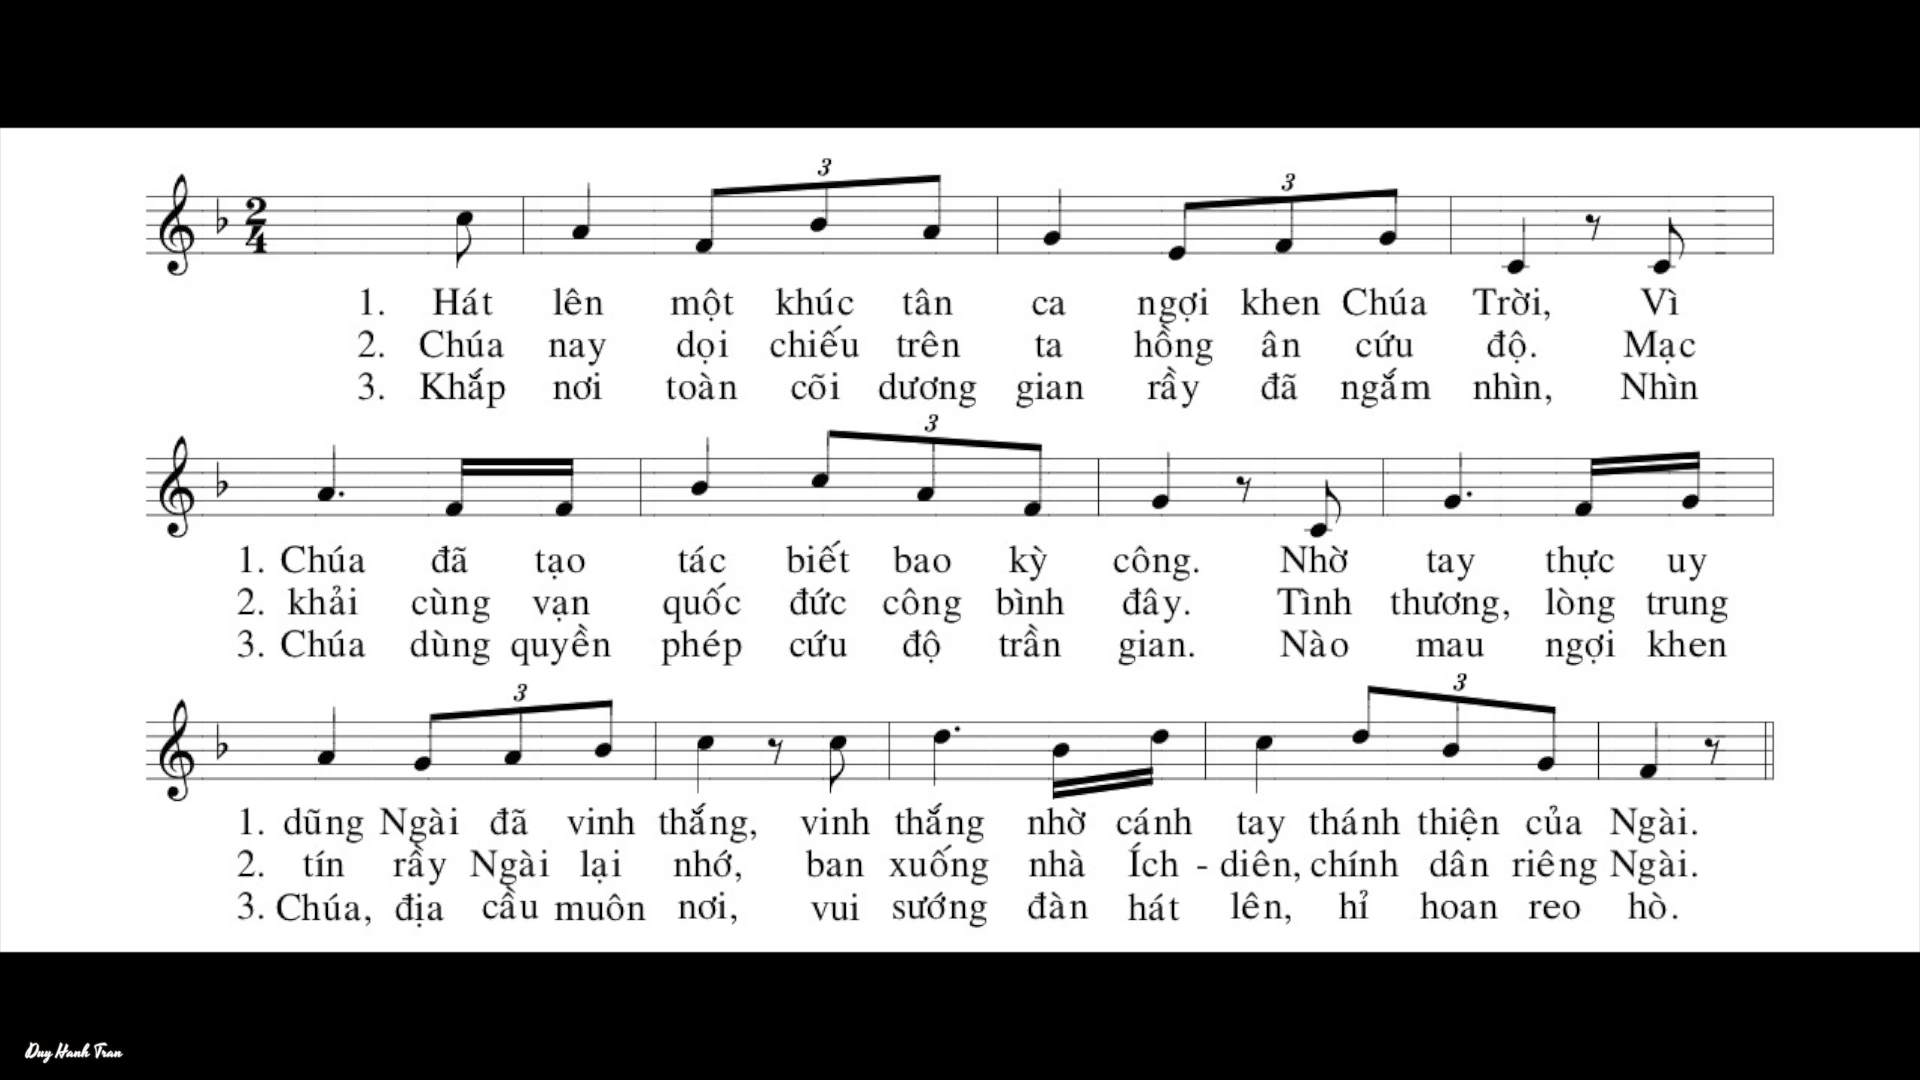 3 3
2 4
1. Hát lên một khúc tân ca ngợi khen Chúa Trời, Vì
2. Chúa nay dọi chiếu trên ta hồng ân cứu độ. Mạc
3. Khắp nơi toàn cõi dương gian rầy đã ngắm nhìn, Nhìn
3
1. Chúa đã tạo tác biết bao kỳ công. Nhờ tay thực uy
2. khải cùng vạn quốc đức công bình đây. Tình thương, lòng trung
3. Chúa dùng quyền phép cứu độ trần gian. Nào mau ngợi khen
3 3
1. dũng Ngài đã vinh thắng, vinh thắng nhờ cánh tay thánh thiện của Ngài.
2. tín rầy Ngài lại nhớ, ban xuống nhà Ích - diên, chính dân riêng Ngài.
3. Chúa, địa cầu muôn nơi, vui sướng đàn hát lên, hỉ hoan reo hò.
Duy Hanh Tran